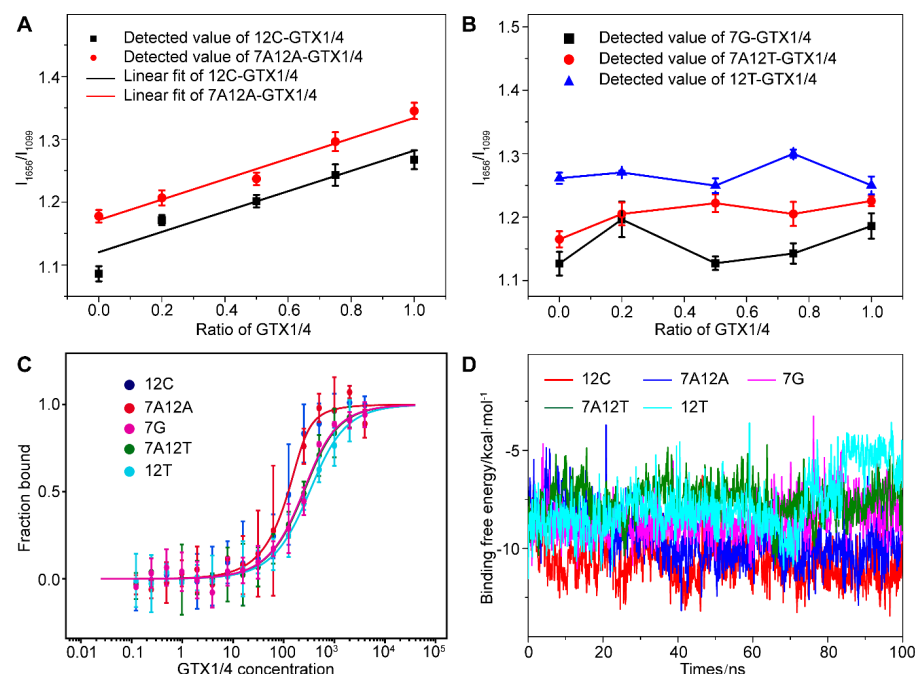 A
Detected value of 12C-GTX1/4
Detected value of 7A12A-GTX1/4
Linear fit of 12C-GTX1/4
Linear fit of 7A12A-GTX1/4
1.4
1.3
1.2
1.1
I1656/I1099
0.0 0.2 0.4 0.6 0.8 1.0
Ratio of GTX1/4
B
Detected value of 7G-GTX1/4
Detected value of 7A12T-GTX1/4
Detected value of 12T-GTX1/4
1.4
1.3
1.2
1.1
I1656/I1099
0.0 0.2 0.4 0.6 0.8 1.0
Ratio of GTX1/4
C
12C
7A12A
7G
7A12T
12T
1.0
0.5
0.0
Fraction bound
0.01 0.1 1 10 100 10³ 10⁴ 10⁵
GTX1/4 concentration
D
12C 7A12A 7G
7A12T 12T
-5
-10
Binding free energy/kcal·mol⁻¹
0 20 40 60 80 100
Times/ns